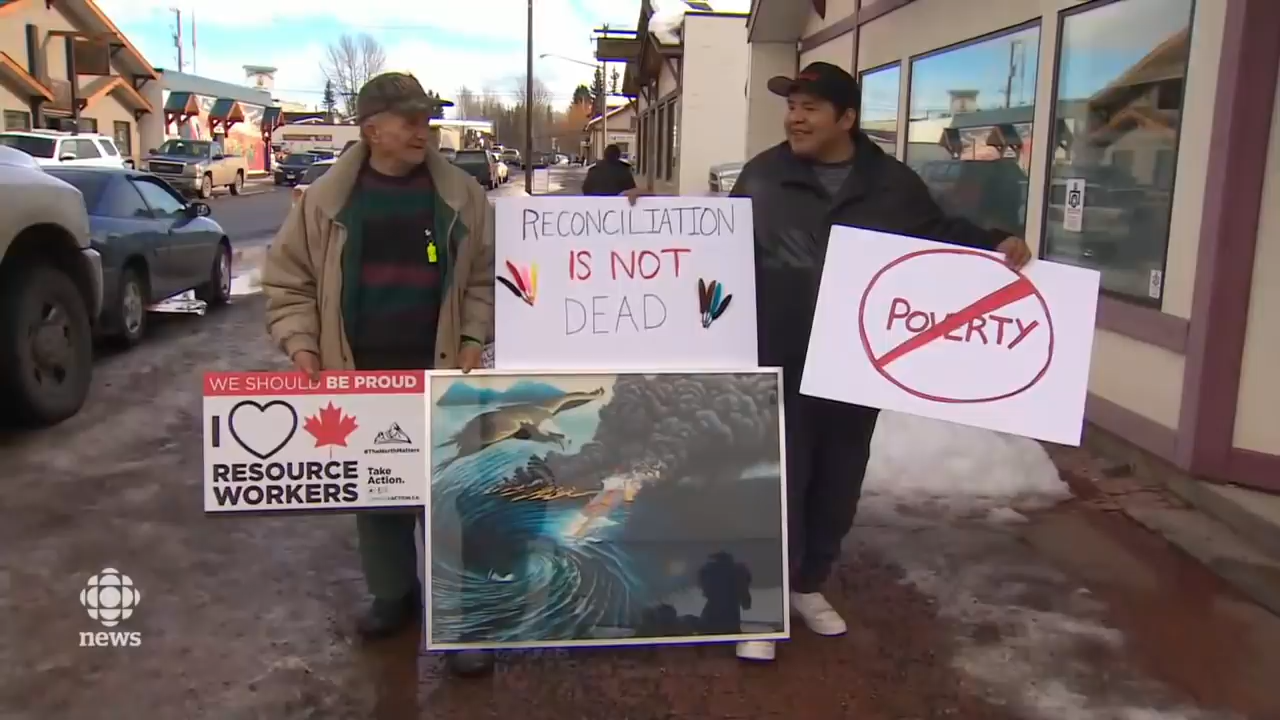 RECONCILIATION
IS NOT
DEAD
POVERTY
WE SHOULD BE PROUD
I
#TheNorthMatters
RESOURCE
WORKERS
Take
Action.
news